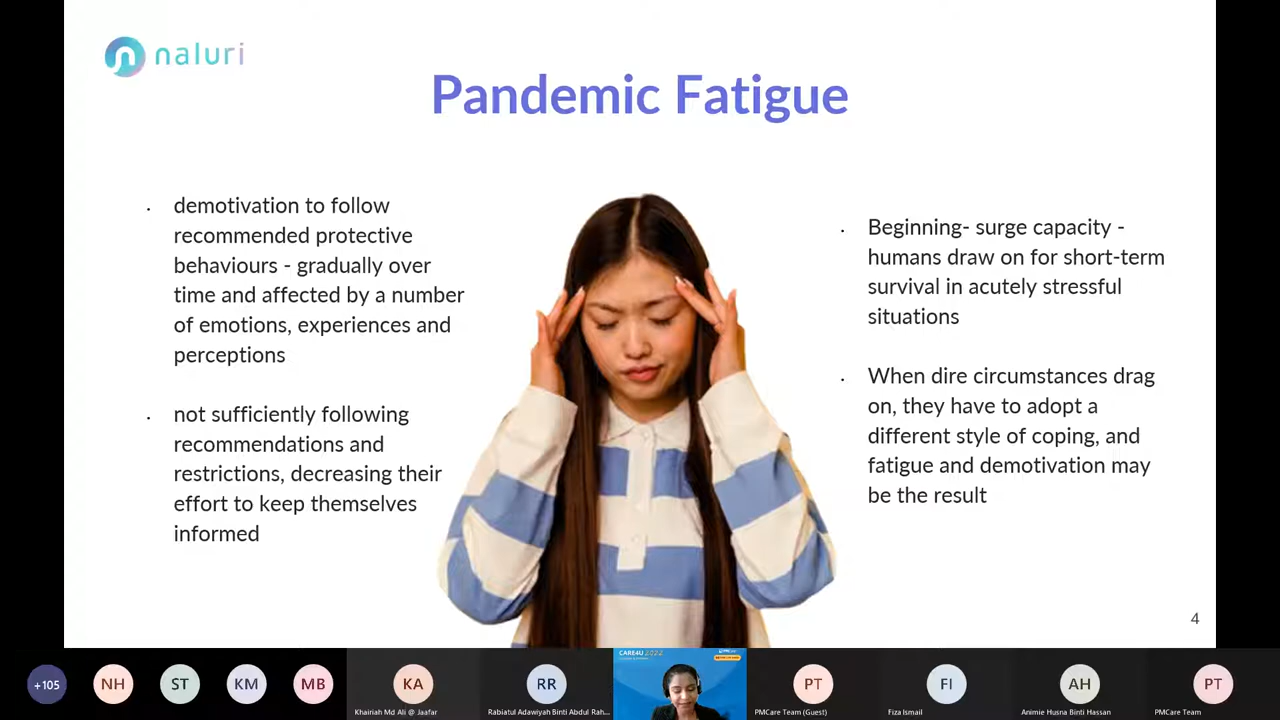 naluri
Pandemic Fatigue
demotivation to follow
recommended protective
behaviours - gradually over
time and affected by a number
of emotions, experiences and
perceptions
not sufficiently following
recommendations and
restrictions, decreasing their
effort to keep themselves
informed
Beginning- surge capacity -
humans draw on for short-term
survival in acutely stressful
situations
When dire circumstances drag
on, they have to adopt a
different style of coping, and
fatigue and demotivation may
be the result
4
+105
NH
ST
KM
MB
KA
Khairiah Md Ali @ Jaafar
RR
Rabiatul Adawiyah Binti Abdul Rah...
CARE4U 2022
PT
PMCare Team (Guest)
FI
Fiza Ismail
AH
Animie Husna Binti Hassan
PT
PMCare Team